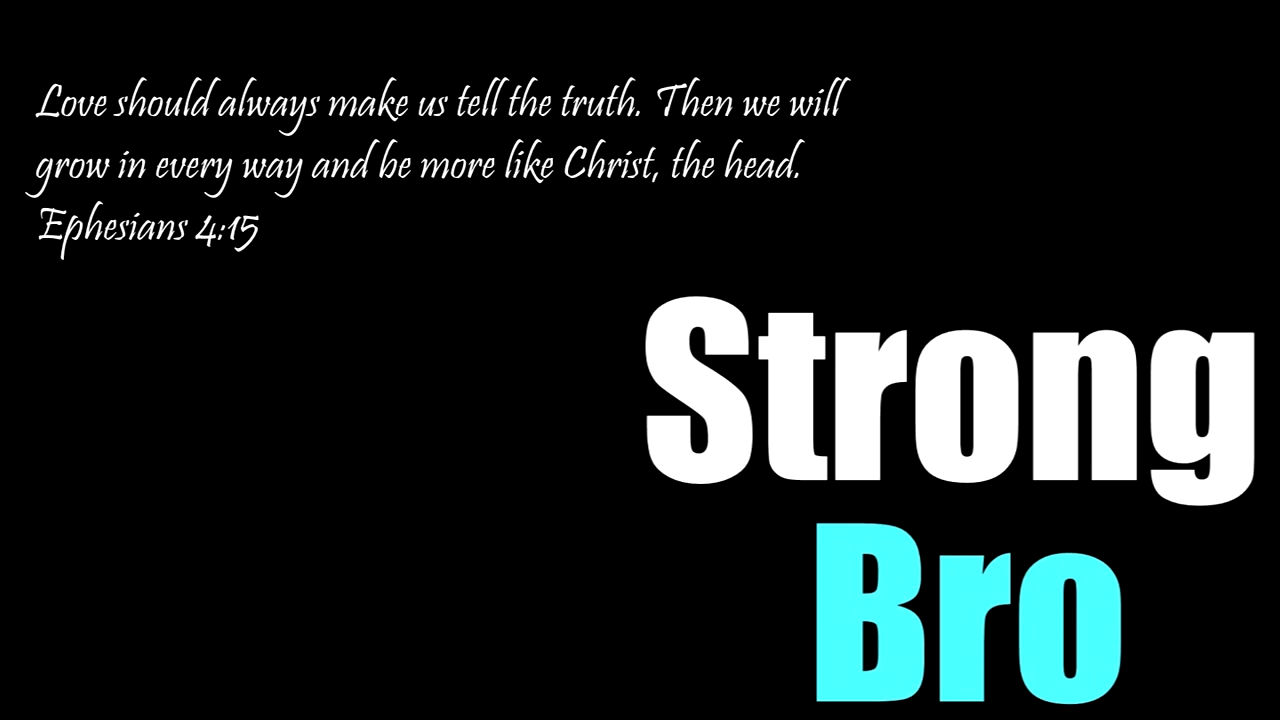 Love should always make us tell the truth. Then we will
grow in every way and be more like Christ, the head.
Ephesians 4:15
Strong
Bro